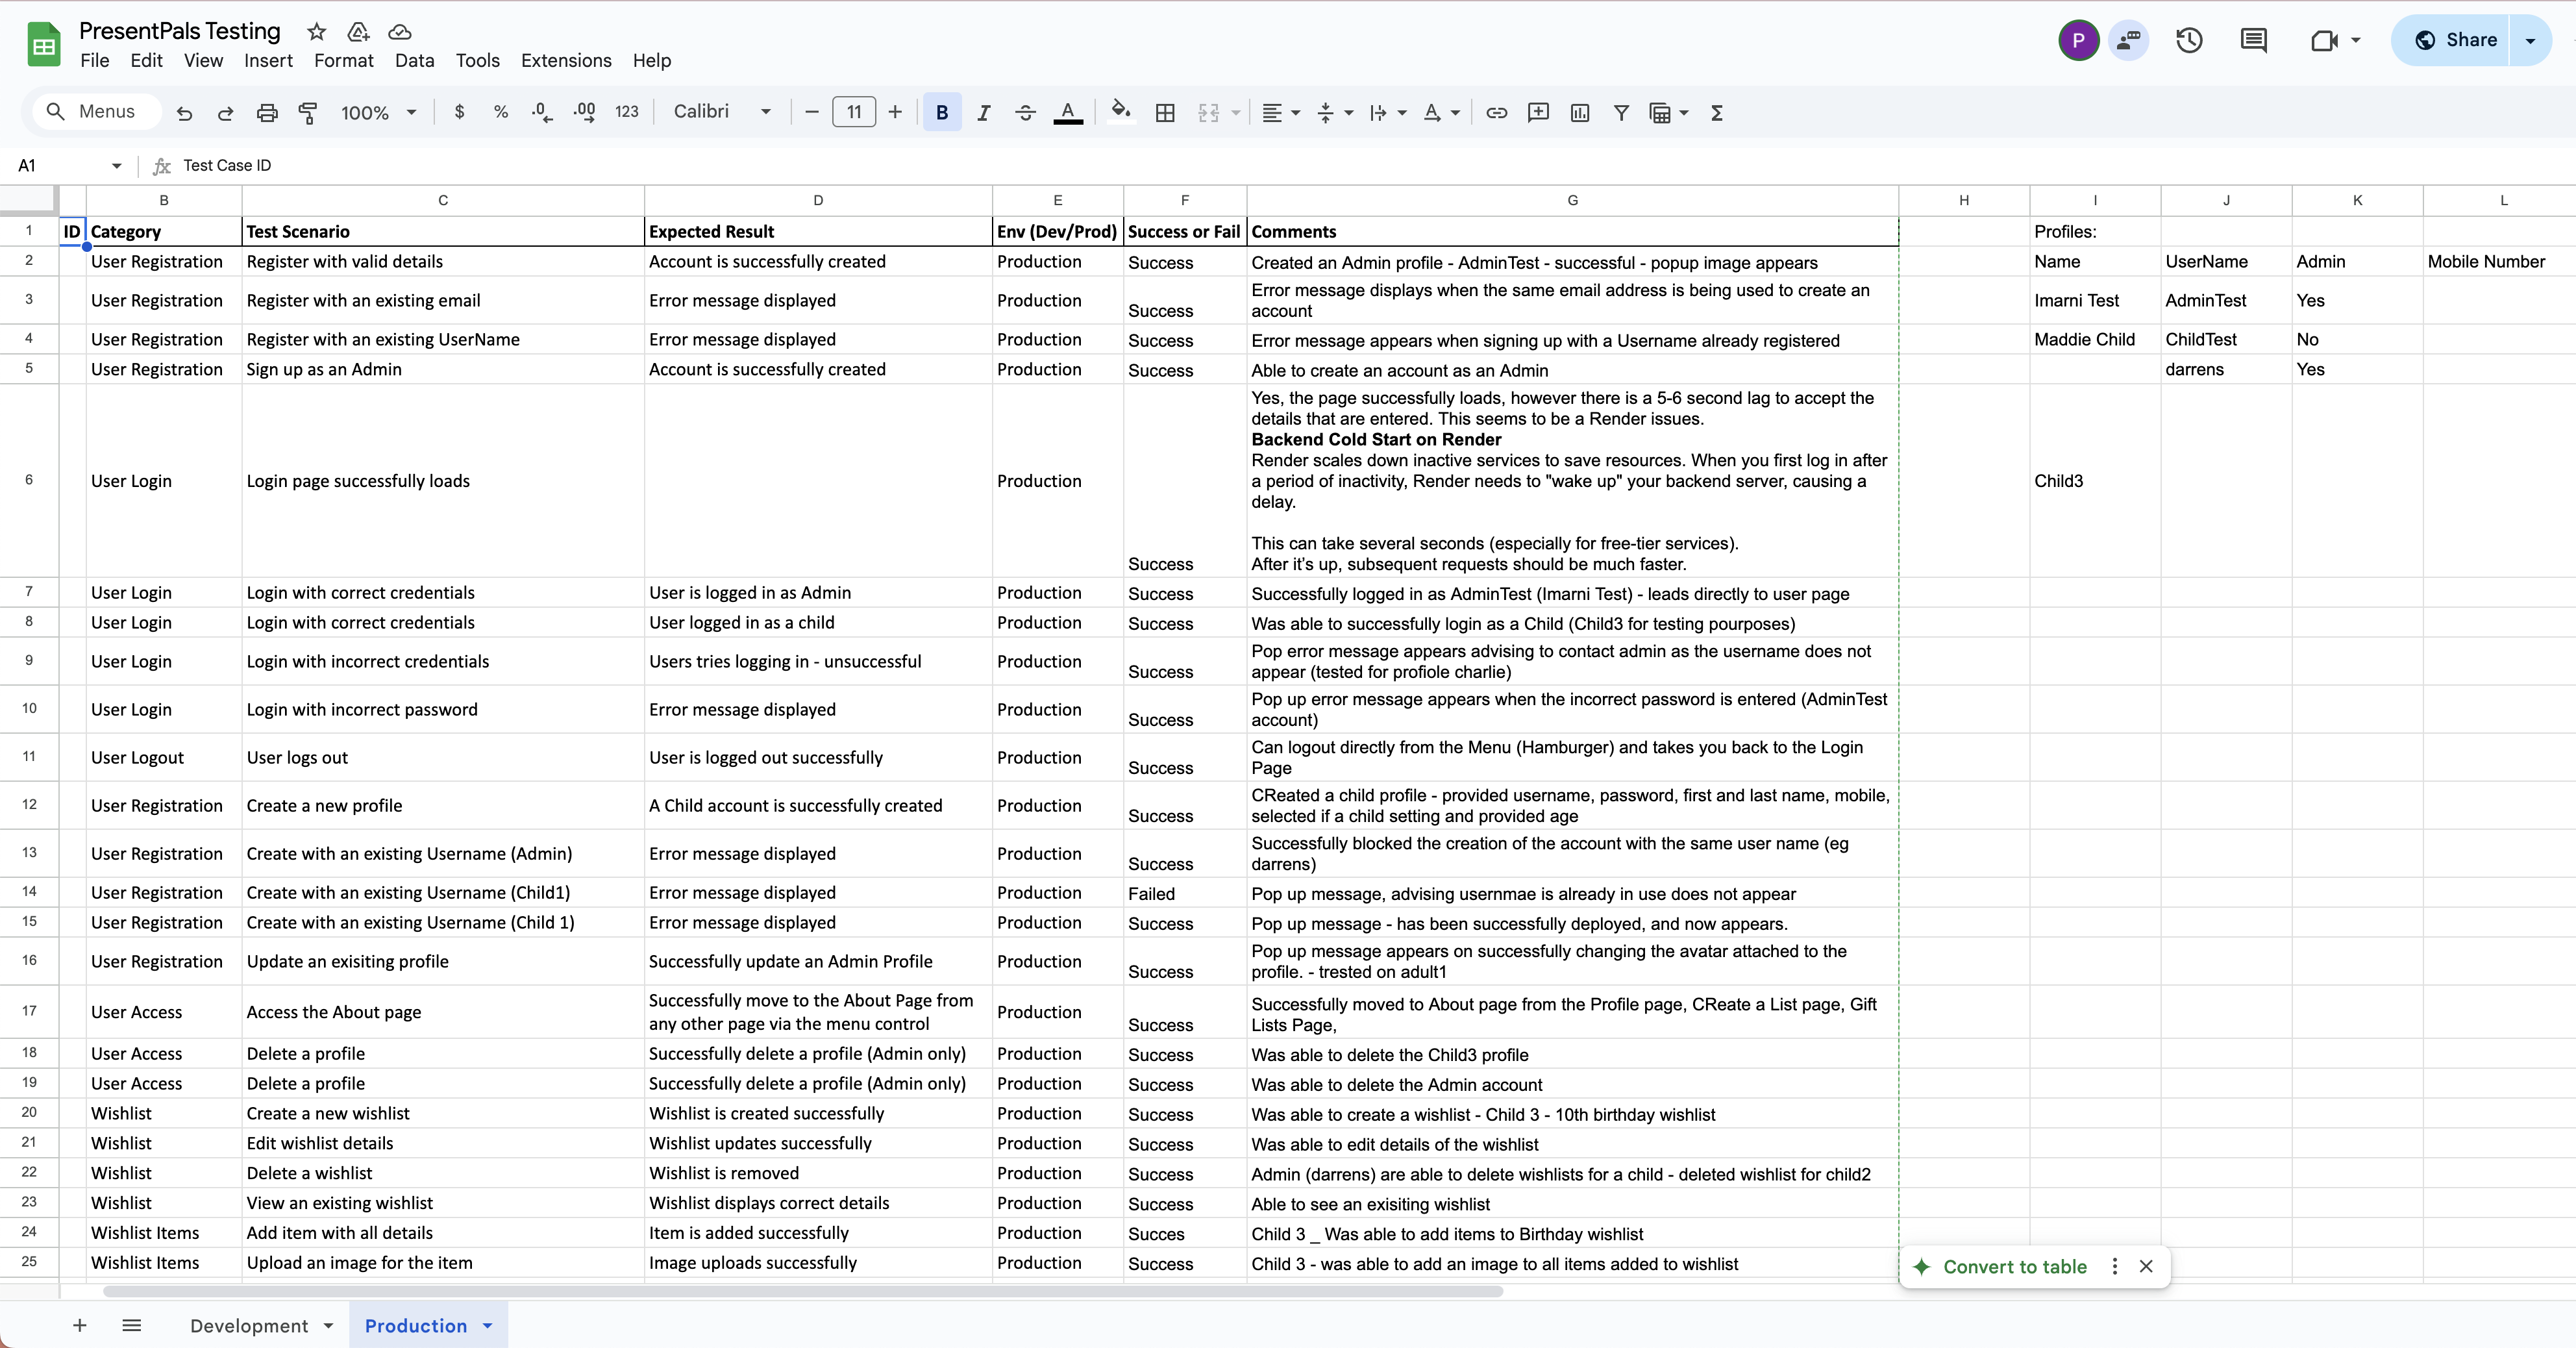 PresentPals Testing
File Edit View Insert Format Data Tools Extensions Help
P
Share
Menus
100%
$ % .0 .00 123
Calibri
11
B I A
A1
fx Test Case ID
B C D E F G H I J K L
1 ID Category Test Scenario Expected Result Env (Dev/Prod) Success or Fail Comments Profiles:
2 User Registration Register with valid details Account is successfully created Production Success Created an Admin profile - AdminTest - successful - popup image appears Name UserName Admin Mobile Number
3 User Registration Register with an existing email Error message displayed Production Success Error message displays when the same email address is being used to create an
account Imarni Test AdminTest Yes
4 User Registration Register with an existing UserName Error message displayed Production Success Error message appears when signing up with a Username already registered Maddie Child ChildTest No
5 User Registration Sign up as an Admin Account is successfully created Production Success Able to create an account as an Admin darrens Yes
6 User Login Login page successfully loads Production Success Yes, the page successfully loads, however there is a 5-6 second lag to accept the
details that are entered. This seems to be a Render issues.
Backend Cold Start on Render
Render scales down inactive services to save resources. When you first log in after
a period of inactivity, Render needs to "wake up" your backend server, causing a
delay.
This can take several seconds (especially for free-tier services).
After it's up, subsequent requests should be much faster.
Child3
7 User Login Login with correct credentials User is logged in as Admin Production Success Successfully logged in as AdminTest (Imarni Test) - leads directly to user page
8 User Login Login with correct credentials User logged in as a child Production Success Was able to successfully login as a Child (Child3 for testing pourposes)
9 User Login Login with incorrect credentials Users tries logging in - unsuccessful Production Success Pop error message appears advising to contact admin as the username does not
appear (tested for profiole charlie)
10 User Login Login with incorrect password Error message displayed Production Success Pop up error message appears when the incorrect password is entered (AdminTest
account)
11 User Logout User logs out User is logged out successfully Production Success Can logout directly from the Menu (Hamburger) and takes you back to the Login
Page
12 User Registration Create a new profile A Child account is successfully created Production Success CReated a child profile - provided username, password, first and last name, mobile,
selected if a child setting and provided age
13 User Registration Create with an existing Username (Admin) Error message displayed Production Success Successfully blocked the creation of the account with the same user name (eg
darrens)
14 User Registration Create with an existing Username (Child1) Error message displayed Production Failed Pop up message, advising usernmae is already in use does not appear
15 User Registration Create with an existing Username (Child 1) Error message displayed Production Success Pop up message - has been successfully deployed, and now appears.
16 User Registration Update an exisiting profile Successfully update an Admin Profile Production Success Pop up message appears on successfully changing the avatar attached to the
profile. - trested on adult1
17 User Access Access the About page Successfully move to the About Page from
any other page via the menu control Production Success Successfully moved to About page from the Profile page, CReate a List page, Gift
Lists Page,
18 User Access Delete a profile Successfully delete a profile (Admin only) Production Success Was able to delete the Child3 profile
19 User Access Delete a profile Successfully delete a profile (Admin only) Production Success Was able to delete the Admin account
20 Wishlist Create a new wishlist Wishlist is created successfully Production Success Was able to create a wishlist - Child 3 - 10th birthday wishlist
21 Wishlist Edit wishlist details Wishlist updates successfully Production Success Was able to edit details of the wishlist
22 Wishlist Delete a wishlist Wishlist is removed Production Success Admin (darrens) are able to delete wishlists for a child - deleted wishlist for child2
23 Wishlist View an existing wishlist Wishlist displays correct details Production Success Able to see an exisiting wishlist
24 Wishlist Items Add item with all details Item is added successfully Production Succes Child 3 _ Was able to add items to Birthday wishlist
25 Wishlist Items Upload an image for the item Image uploads successfully Production Success Child 3 - was able to add an image to all items added to wishlist
Convert to table
Development Production